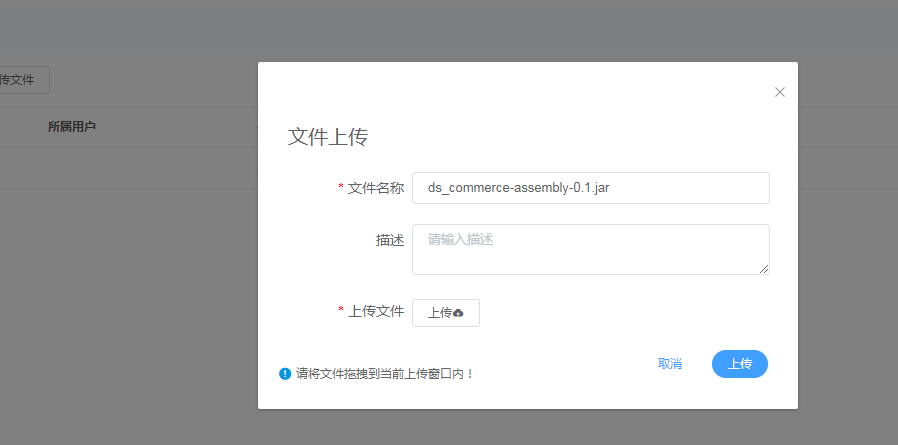 传文件
所属用户
文件上传
* 文件名称 ds_commerce-assembly-0.1.jar
描述 请输入描述
* 上传文件 上传
请将文件拖拽到当前上传窗口内！
取消 上传